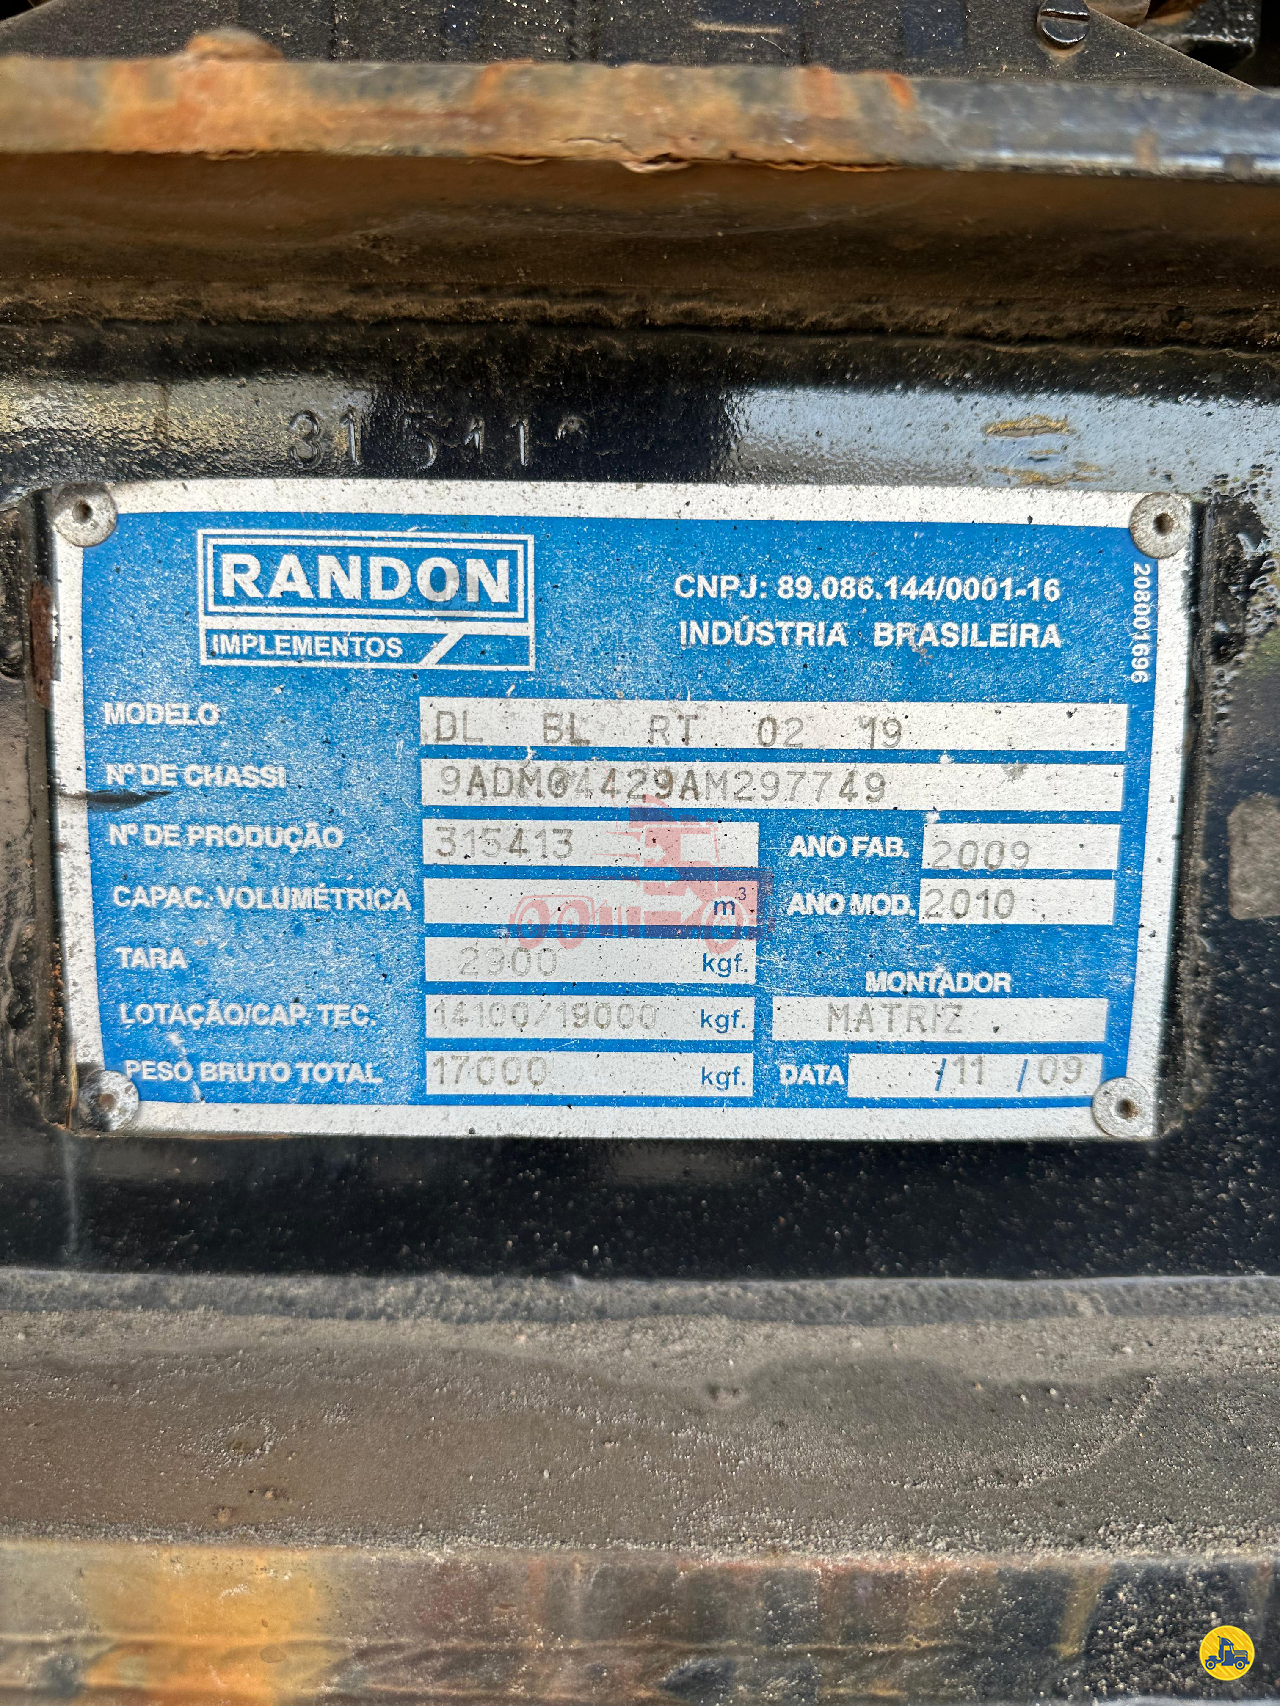 RANDON
IMPLEMENTOS
CNPJ: 89.086.144/0001-16
INDÚSTRIA BRASILEIRA
208001696
MODELO DL BL RT 02 19
Nº DE CHASSI 9ADM04429AM297749
Nº DE PRODUÇÃO 315413 ANO FAB. 2009
CAPAC. VOLUMÉTRICA m³ ANO MOD. 2010
TARA 2900 kgf.
MONTADOR
LOTAÇÃO/CAP. TEC. 14100/19000 kgf. MATRIZ
PESO BRUTO TOTAL 17000 kgf. DATA /11 /09